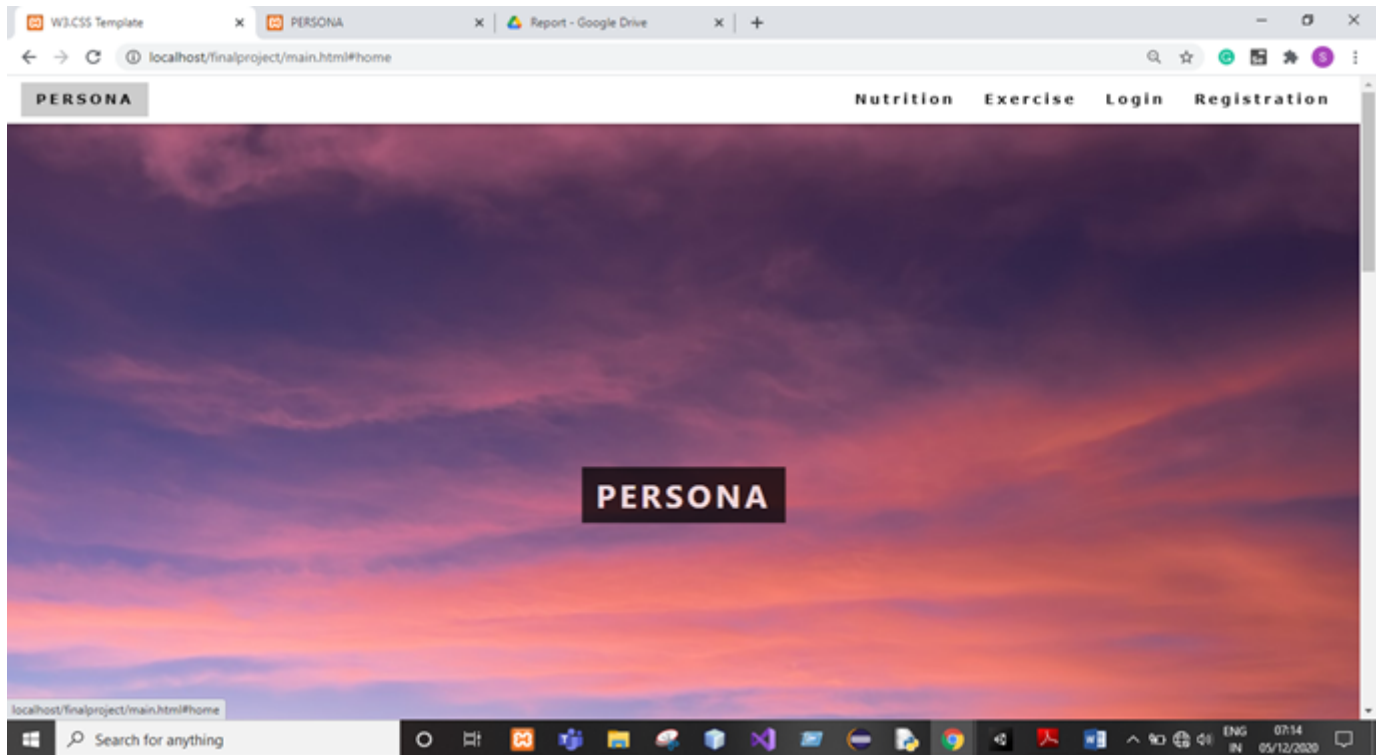 W3.CSS Template
PERSONA
Report - Google Drive
localhost/finalproject/main.html#home
S
PERSONA
Nutrition Exercise Login Registration
PERSONA
localhost/finalproject/main.html#home
Search for anything
ENG 07:14
IN 05/12/2020